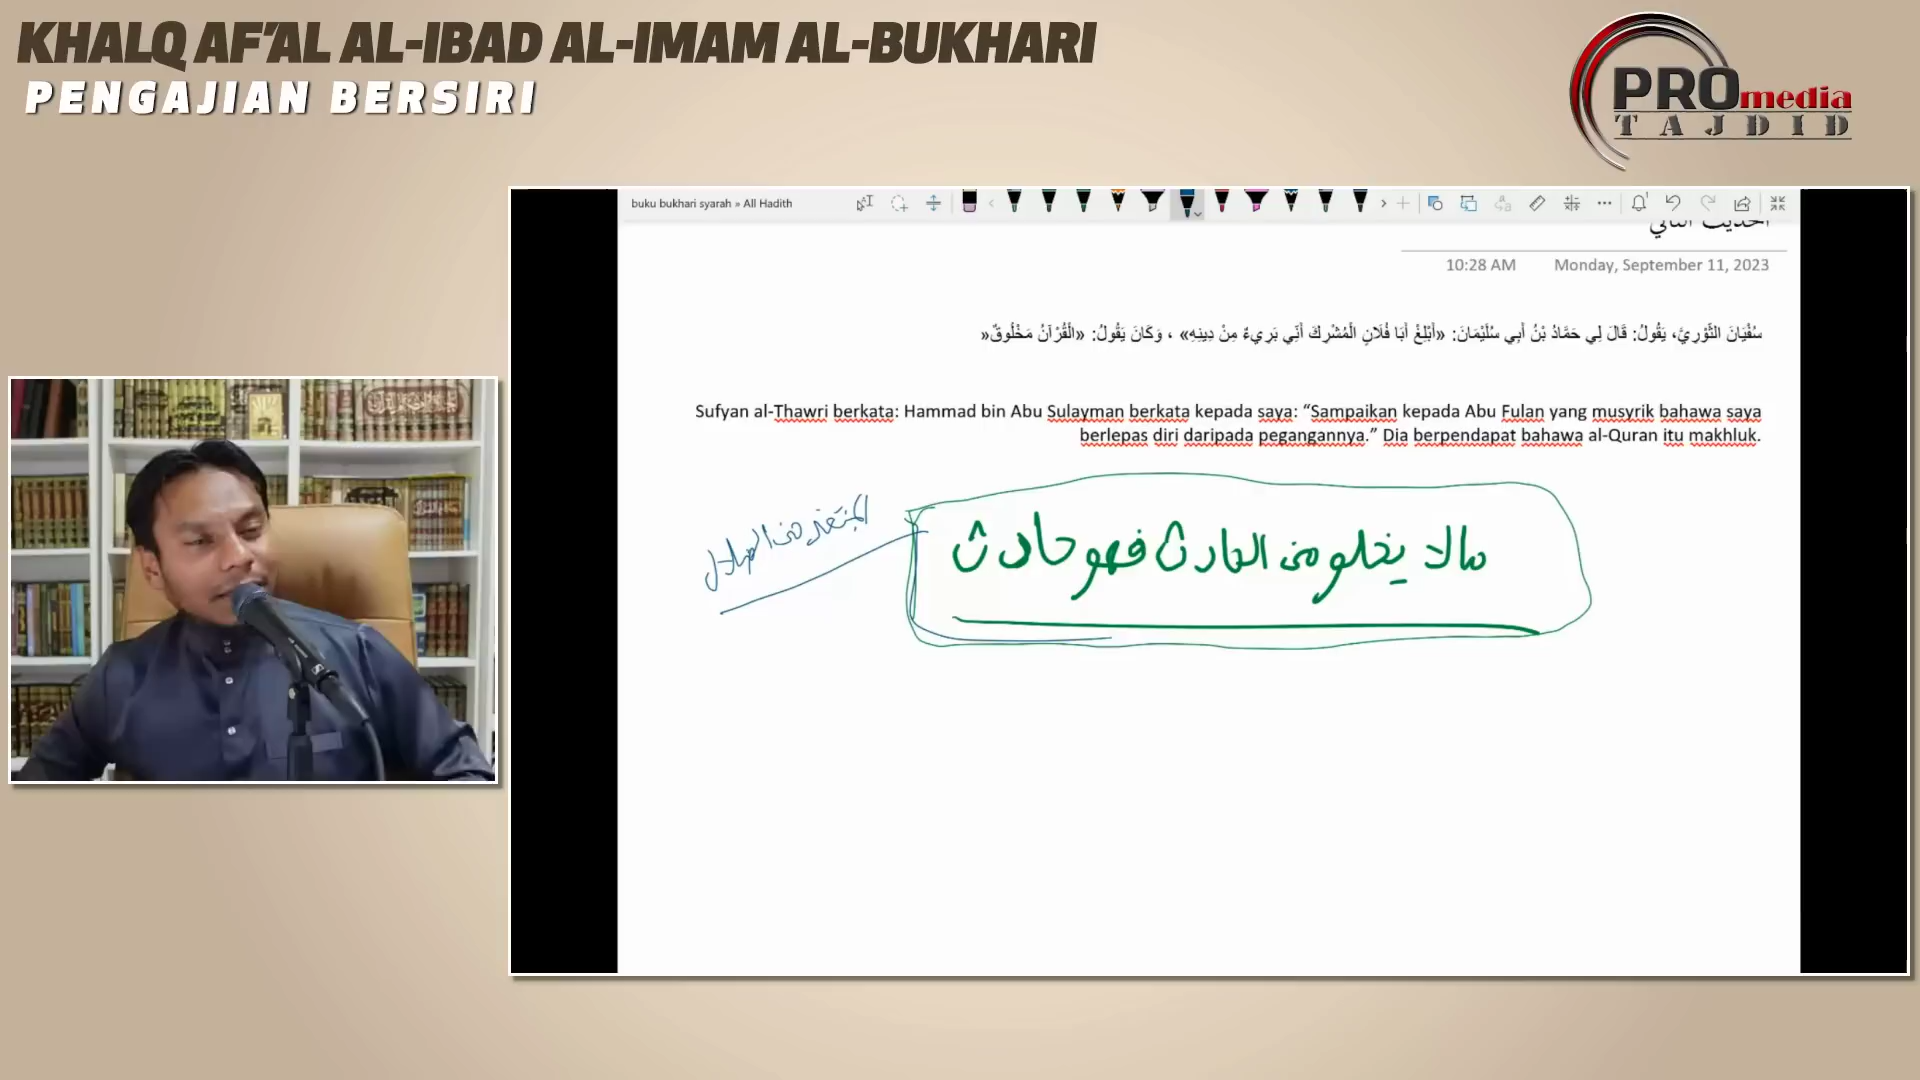 KHALQ AF'AL AL-IBAD AL-IMAM AL-BUKHARI
PENGAJIAN BERSIRI
PROmedia
TAJDID
buku bukhari syarah » All Hadith
الحديث الثاني
10:28 AM Monday, September 11, 2023
سُفْيَانَ الثَّوْرِيَّ، يَقُولُ: قَالَ لِي حَمَّادُ بْنُ أَبِي سُلَيْمَانَ: «أَبْلِغْ أَبَا فُلَانٍ الْمُشْرِكَ أَنِّي بَرِيءٌ مِنْ دِينِهِ» ، وَكَانَ يَقُولُ: «الْقُرْآنُ مَخْلُوقٌ«
Sufyan al-Thawri berkata: Hammad bin Abu Sulayman berkata kepada saya: “Sampaikan kepada Abu Fulan yang musyrik bahawa saya
berlepas diri daripada pegangannya.” Dia berpendapat bahawa al-Quran itu makhluk.
ما لا يخلو من الحادث فهو حادث